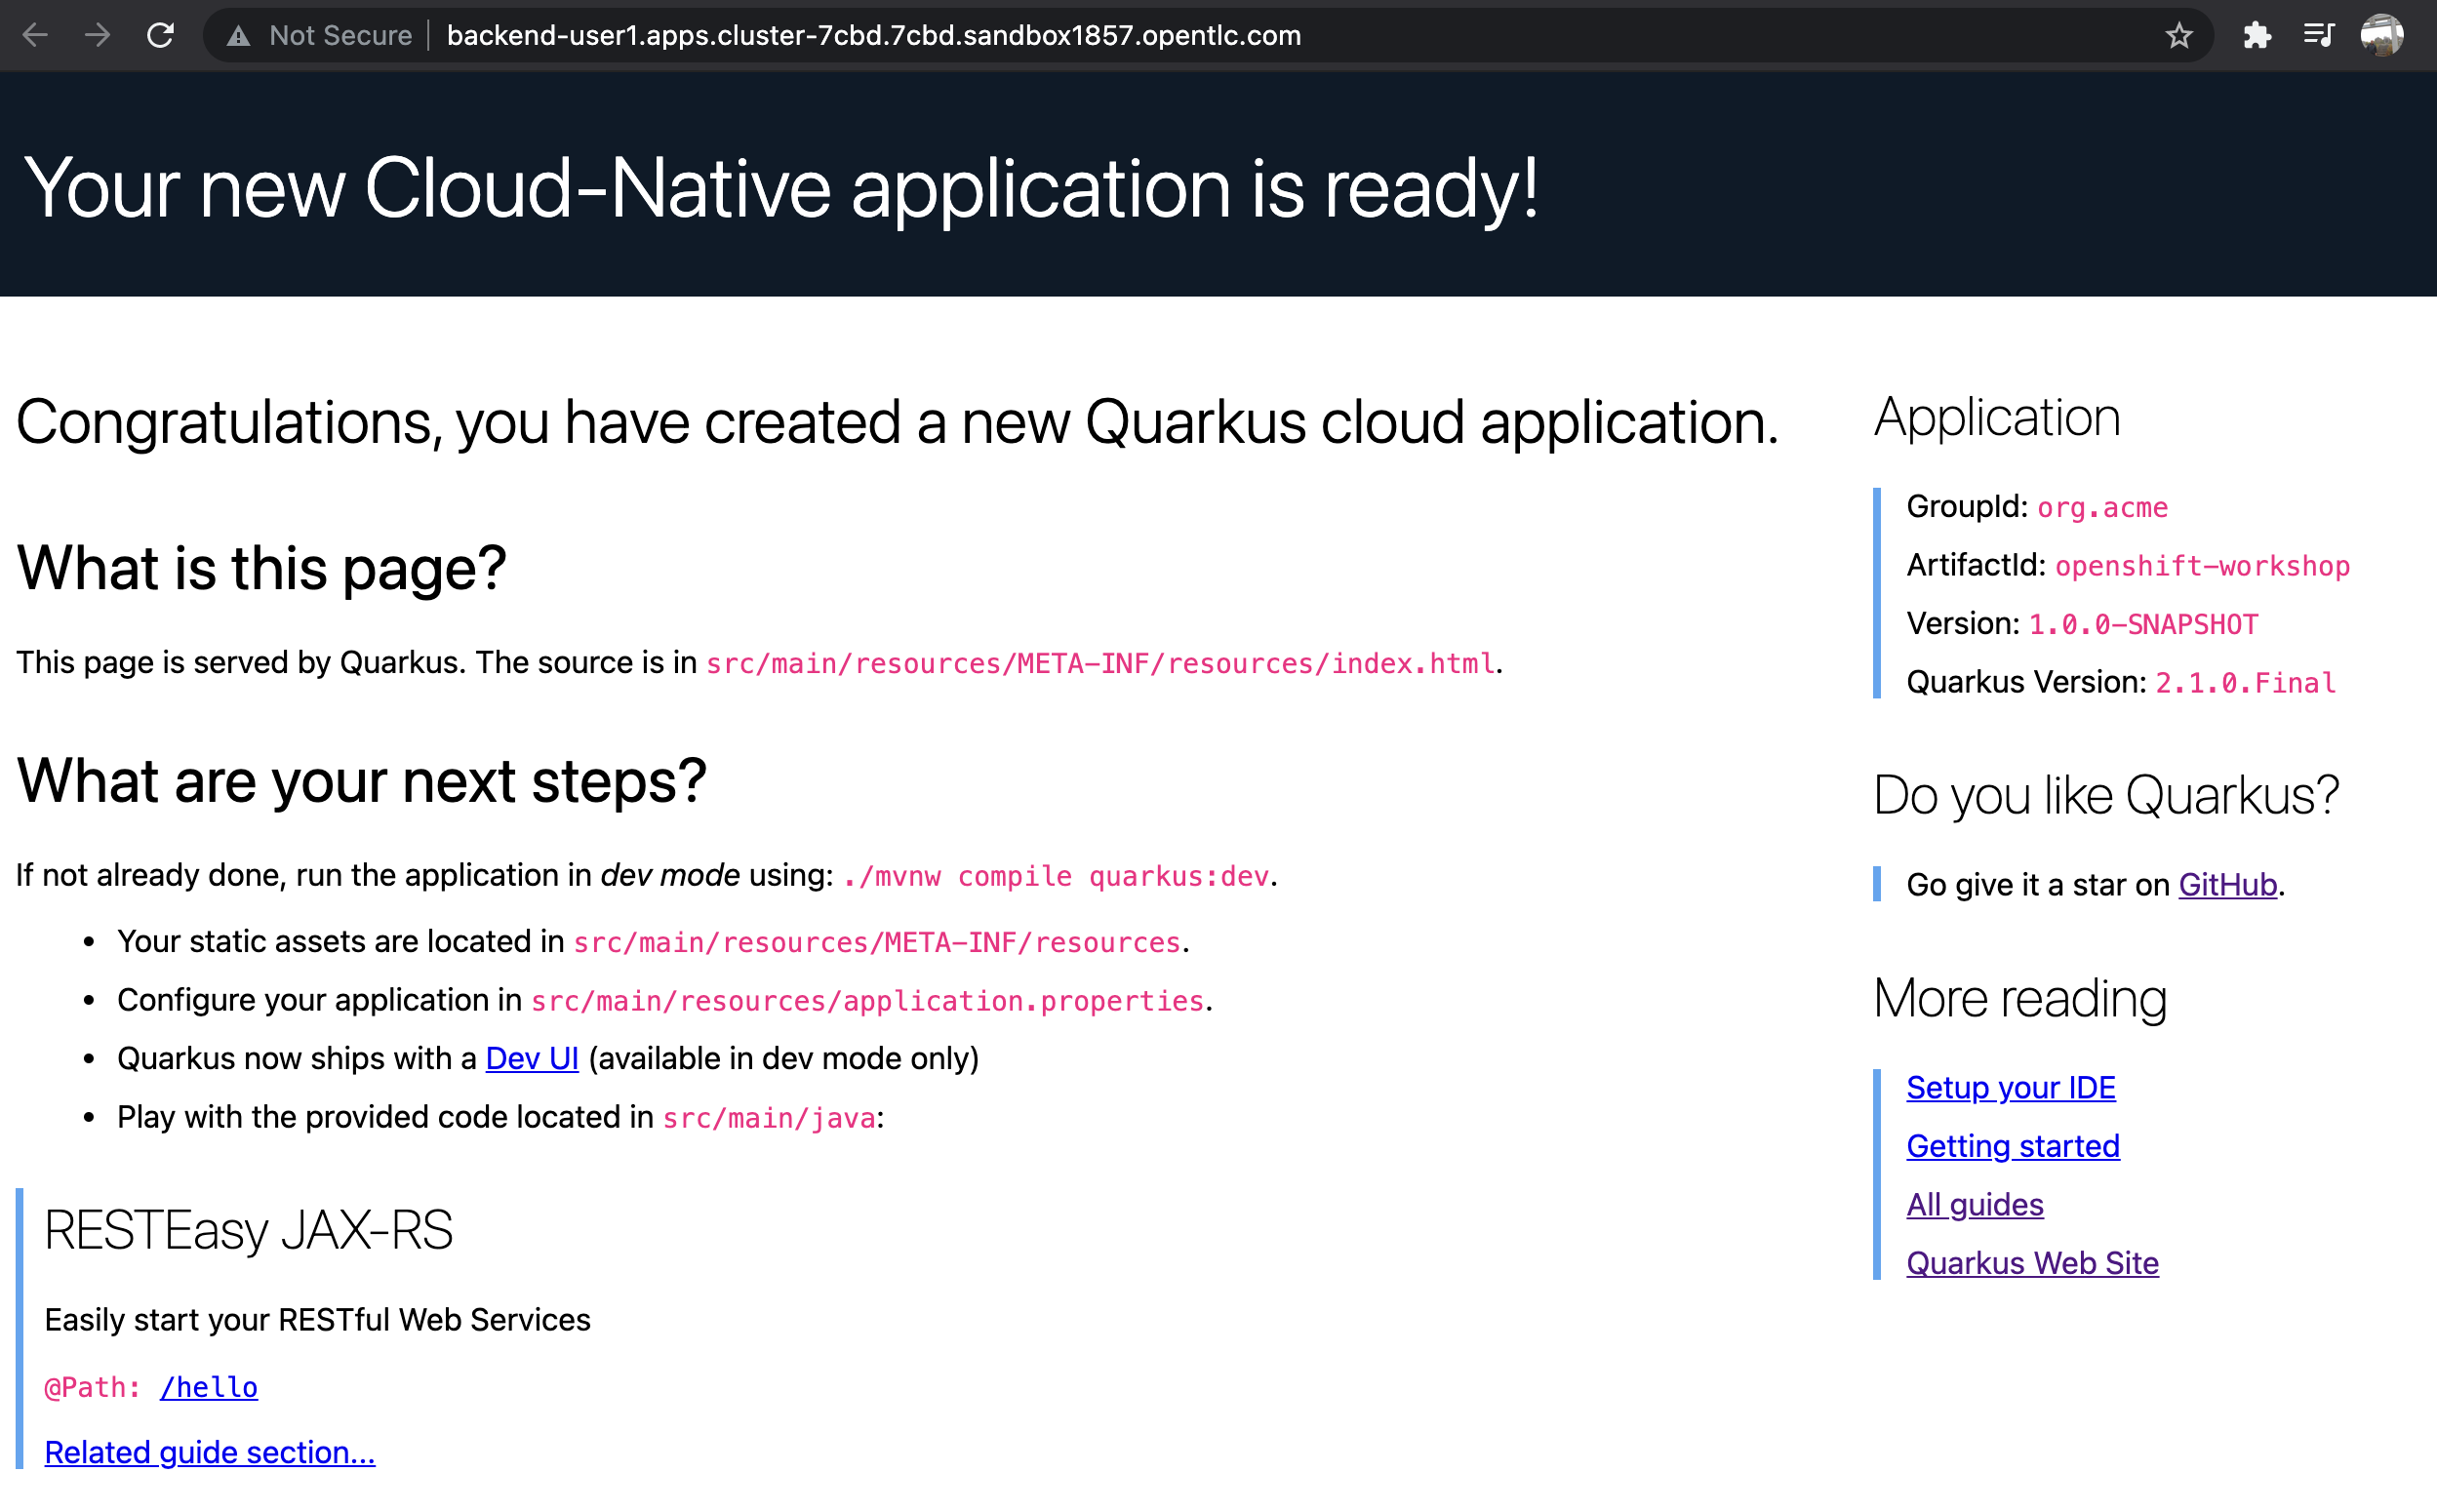 Not Secure backend-user1.apps.cluster-7cbd.7cbd.sandbox1857.opentlc.com
Your new Cloud-Native application is ready!
Congratulations, you have created a new Quarkus cloud application.
What is this page?
This page is served by Quarkus. The source is in src/main/resources/META-INF/resources/index.html.
What are your next steps?
If not already done, run the application in dev mode using: ./mvnw compile quarkus:dev.
• Your static assets are located in src/main/resources/META-INF/resources.
• Configure your application in src/main/resources/application.properties.
• Quarkus now ships with a Dev UI (available in dev mode only)
• Play with the provided code located in src/main/java:
RESTEasy JAX-RS
Easily start your RESTful Web Services
@Path: /hello
Related guide section...
Application
GroupId: org.acme
ArtifactId: openshift-workshop
Version: 1.0.0-SNAPSHOT
Quarkus Version: 2.1.0.Final
Do you like Quarkus?
Go give it a star on GitHub.
More reading
Setup your IDE
Getting started
All guides
Quarkus Web Site